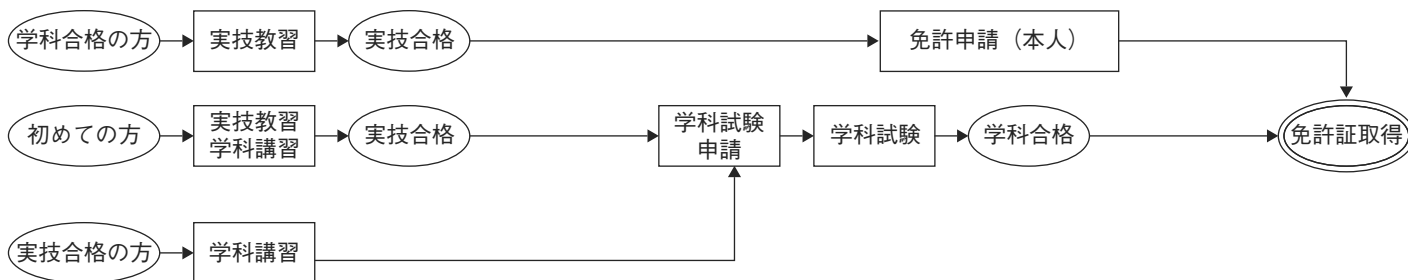 学科合格の方
実技教習
実技合格
免許申請（本人）
初めての方
実技教習
学科講習
実技合格
学科試験
申請
学科試験
学科合格
免許証取得
実技合格の方
学科講習